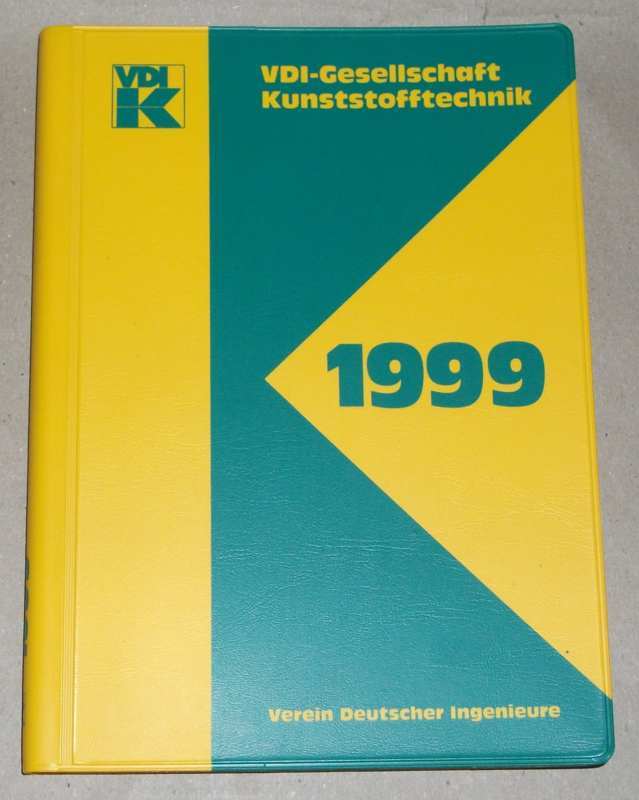 VDI
K
VDI-Gesellschaft
Kunststofftechnik
1999
Verein Deutscher Ingenieure